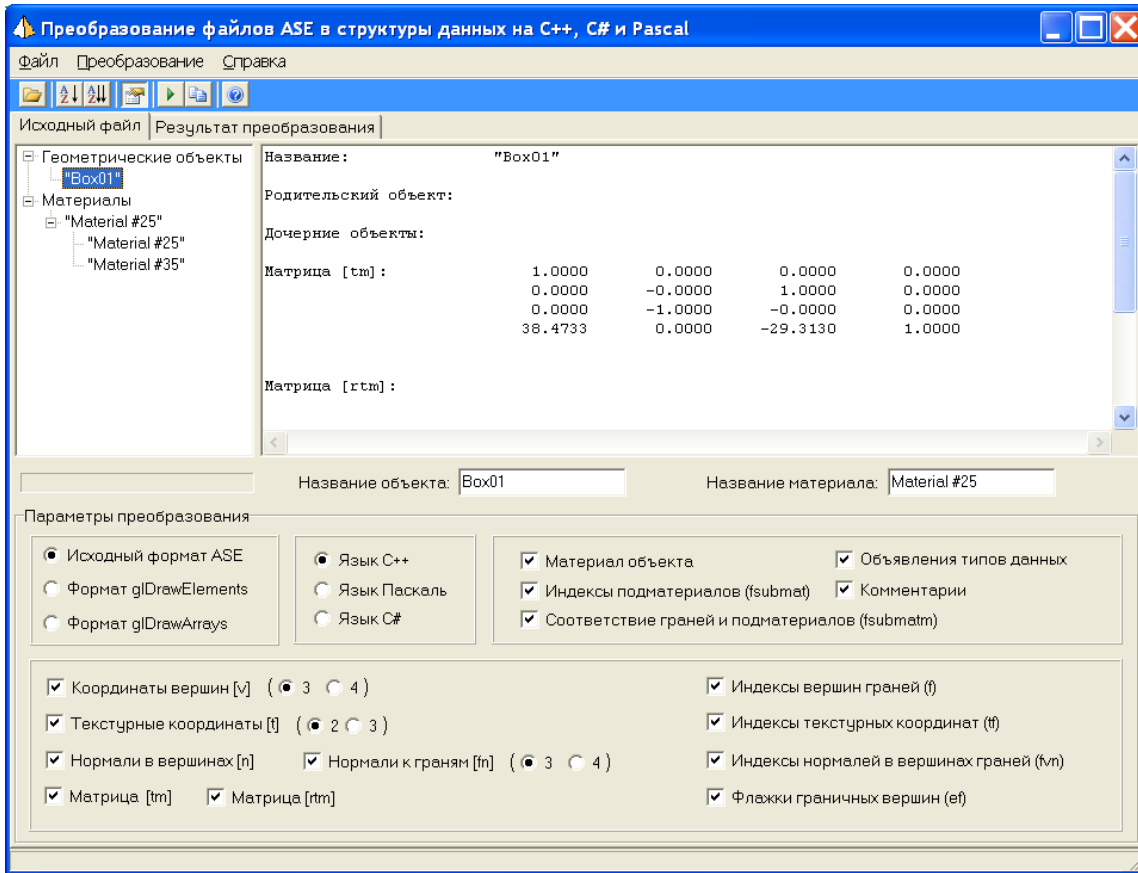 Преобразование файлов ASE в структуры данных на C++, C# и Pascal
Файл Преобразование Справка
Исходный файл Результат преобразования
Геометрические объекты
"Box01"
Материалы
"Material #25"
"Material #25"
"Material #35"
Название: "Box01"
Родительский объект:
Дочерние объекты:
Матрица [tm]: 1.0000 0.0000 0.0000 0.0000
0.0000 -0.0000 1.0000 0.0000
0.0000 -1.0000 -0.0000 0.0000
38.4733 0.0000 -29.3130 1.0000
Матрица [rtm]:
Название объекта: Box01 Название материала: Material #25
Параметры преобразования
Исходный формат ASE
Формат glDrawElements
Формат glDrawArrays
Язык C++
Язык Паскаль
Язык C#
Материал объекта
Индексы подматериалов (fsubmat)
Соответствие граней и подматериалов (fsubmatm)
Объявления типов данных
Комментарии
Координаты вершин [v] ( 3 4 )
Текстурные координаты [t] ( 2 3 )
Нормали в вершинах [n] Нормали к граням [fn] ( 3 4 )
Матрица [tm] Матрица [rtm]
Индексы вершин граней (f)
Индексы текстурных координат (tf)
Индексы нормалей в вершинах граней (fvn)
Флажки граничных вершин (ef)